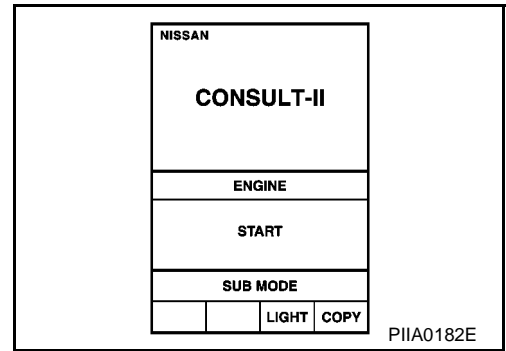 NISSAN
CONSULT-II
ENGINE
START
SUB MODE
LIGHT COPY
PIIA0182E